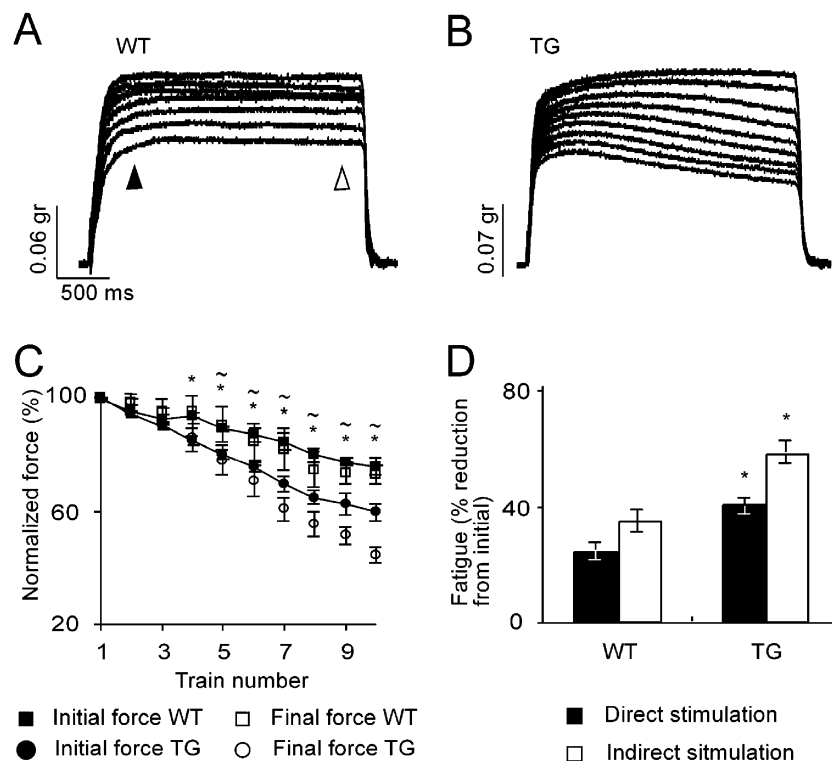 A
WT
0.06 gr
500 ms
B
TG
0.07 gr
C
Normalized force (%)
100
60
20
* ~ * ~ * ~ * ~ * ~ * ~ *
1 3 5 7 9
Train number
Initial force WT
Final force WT
Initial force TG
Final force TG
D
Fatigue (% reduction
from initial)
80
40
0
* *
WT TG
Direct stimulation
Indirect sitmulation